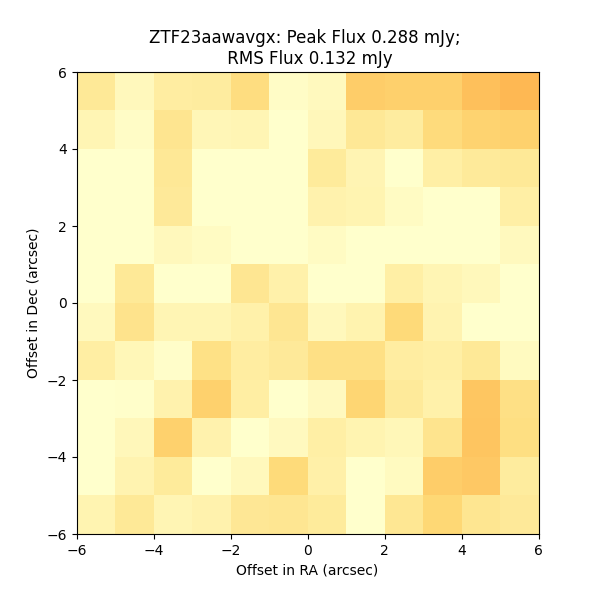 ZTF23aawavgx: Peak Flux 0.288 mJy;
RMS Flux 0.132 mJy
6
4
2
0
−2
−4
−6
Offset in Dec (arcsec)
−6 −4 −2 0 2 4 6
Offset in RA (arcsec)